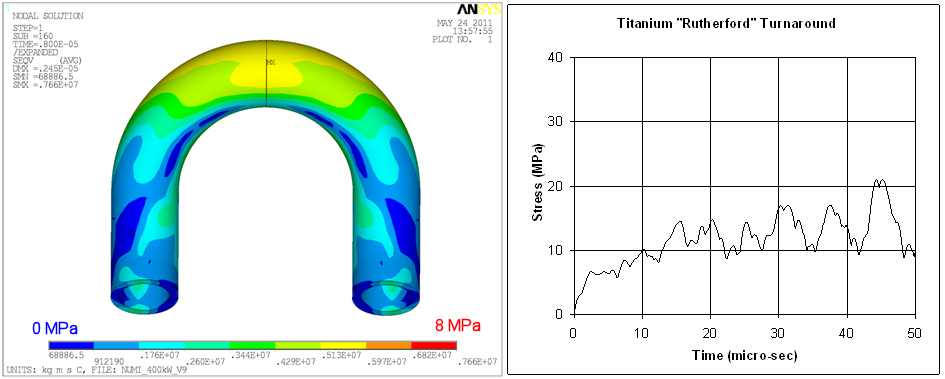 1
NODAL SOLUTION
STEP=1
SUB =160
TIME=.800E-05
/EXPANDED
SEQV (AVG)
DMX =.245E-05
SMN =68886.5
SMX =.766E+07
ANSYS
MAY 24 2011
13:57:55
PLOT NO. 1
MX
0 MPa
8 MPa
68886.5 .176E+07 .344E+07 .513E+07 .682E+07
912190 .260E+07 .429E+07 .597E+07 .766E+07
UNITS: kg m s C, FILE: NUMI_400kW_V9
Titanium "Rutherford" Turnaround
Stress (MPa)
40
30
20
10
0
0 10 20 30 40 50
Time (micro-sec)